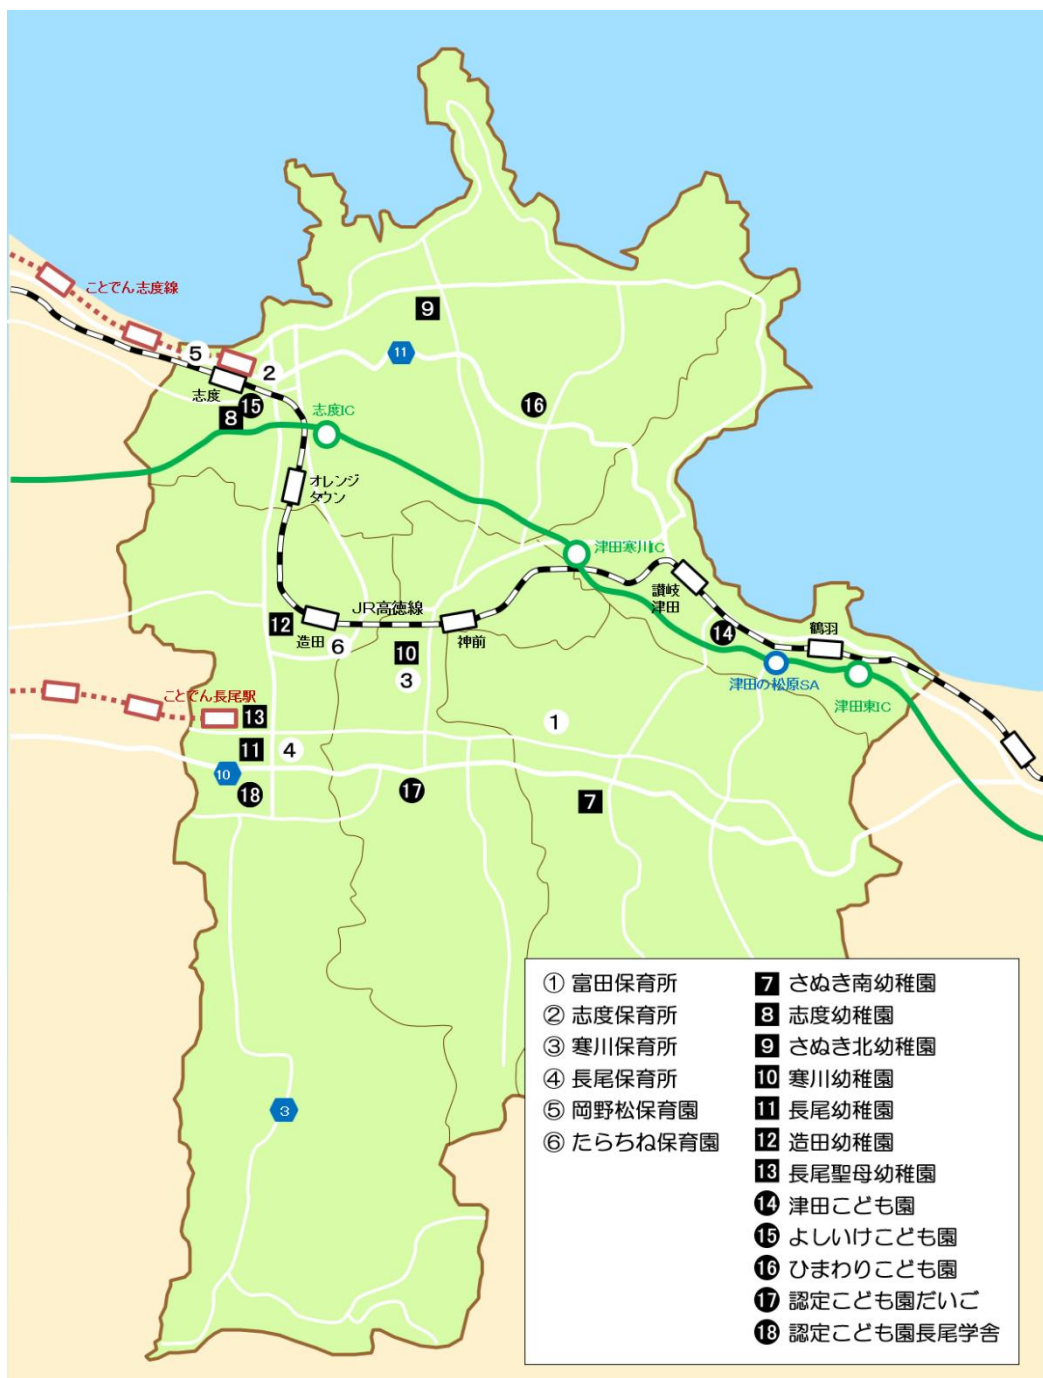 ことでん志度線
9
5
11
2
志度
15
16
8
志度IC
オレンジ
タウン
津田寒川IC
讃岐
津田
JR高徳線
12
造田
6
神前
14
鶴羽
10
3
津田の松原SA
ことでん長尾駅
津田東IC
13
1
11
4
10
18
17
7
3
① 富田保育所
② 志度保育所
③ 寒川保育所
④ 長尾保育所
⑤ 岡野松保育園
⑥ たらちね保育園
7 さぬき南幼稚園
8 志度幼稚園
9 さぬき北幼稚園
10 寒川幼稚園
11 長尾幼稚園
12 造田幼稚園
13 長尾聖母幼稚園
14 津田こども園
15 よしいけこども園
16 ひまわりこども園
17 認定こども園だいご
18 認定こども園長尾学舎